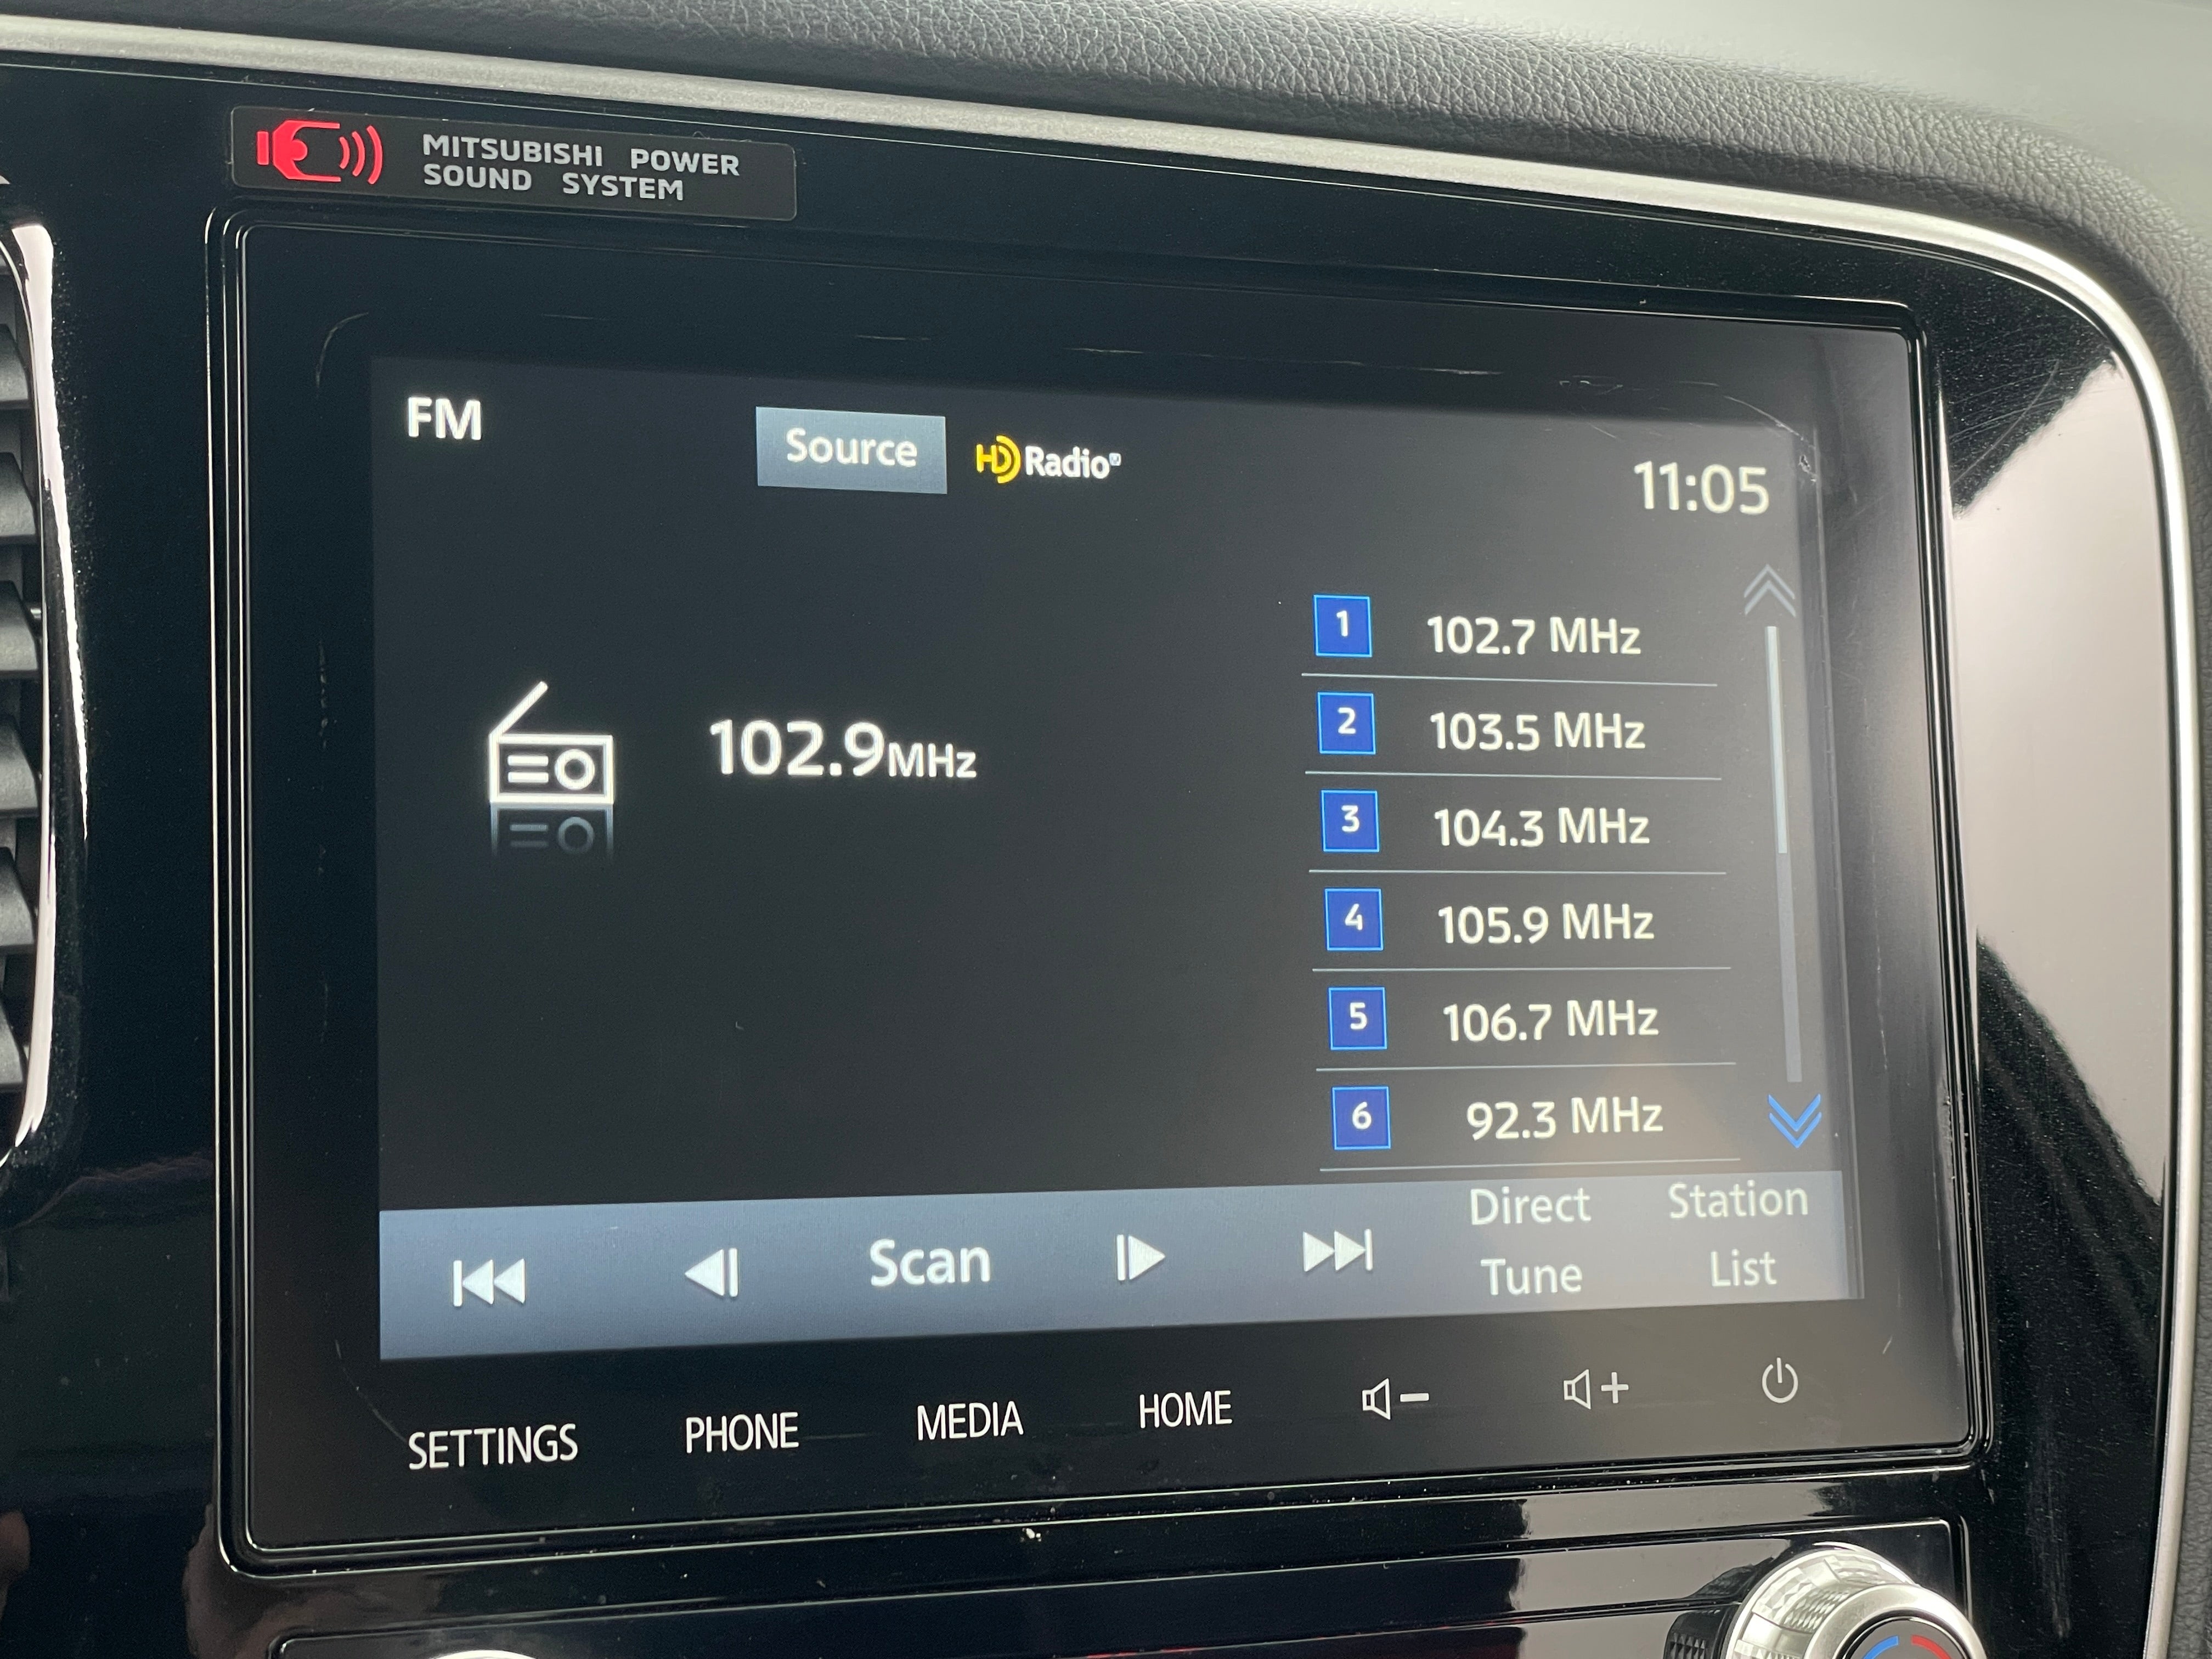 MITSUBISHI POWER
SOUND SYSTEM
FM
Source
HD Radio
11:05
102.9MHz
1 102.7 MHz
2 103.5 MHz
3 104.3 MHz
4 105.9 MHz
5 106.7 MHz
6 92.3 MHz
Scan
Direct
Tune
Station
List
SETTINGS PHONE MEDIA HOME